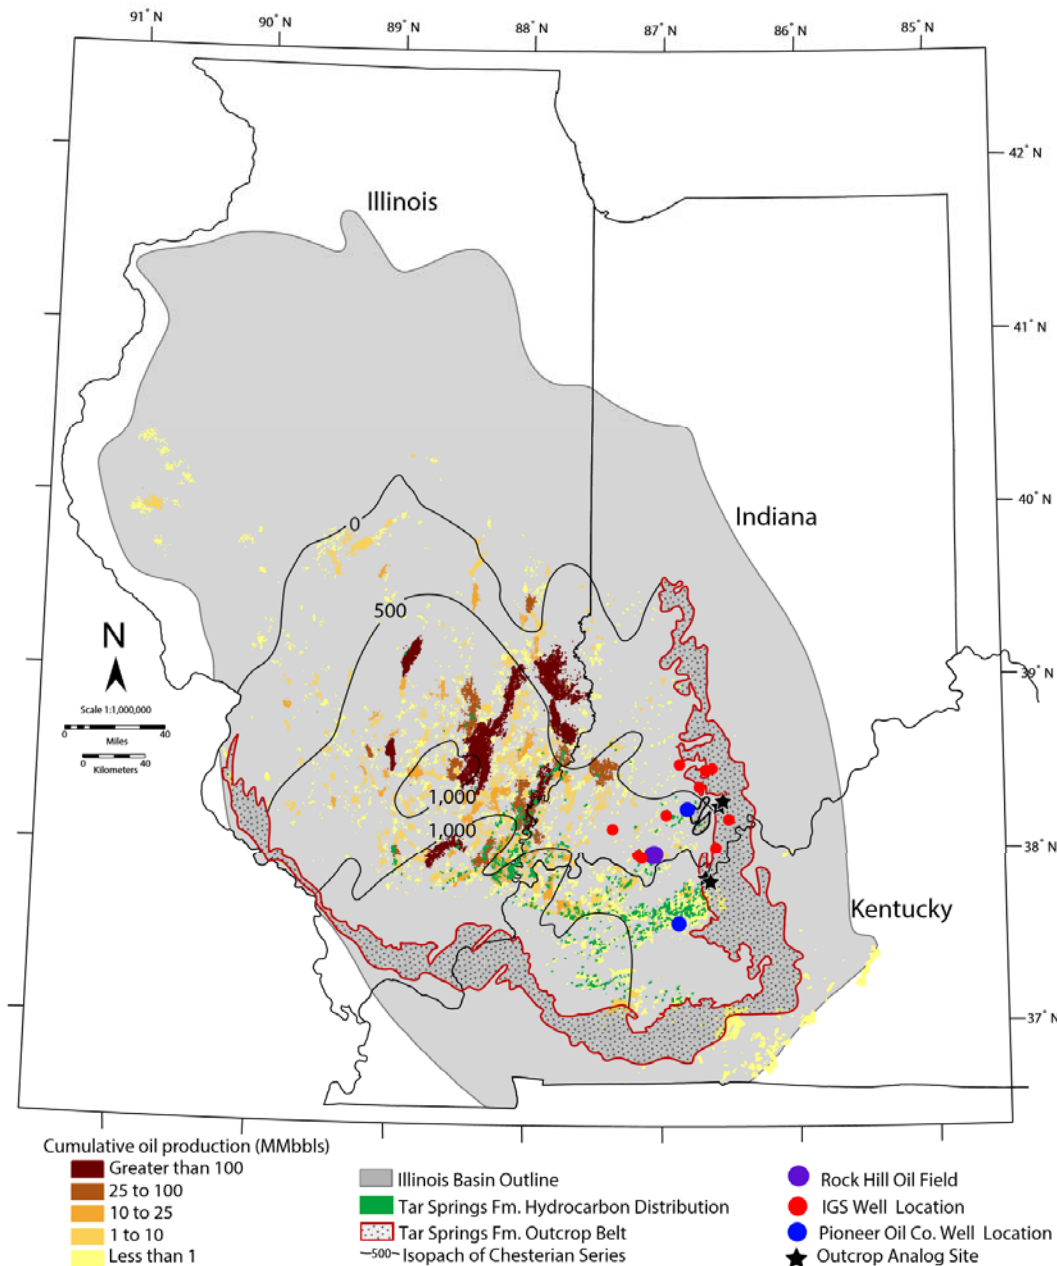 91° N 90° N 89° N 88° N 87° N 86° N 85° N
42° N
Illinois
41° N
40° N
Indiana
0
500
N
39° N
Scale 1:1,000,000
0 40
Miles
0 40
Kilometers
1,000
1,000
38° N
Kentucky
37° N
Cumulative oil production (MMbbls)
Greater than 100
25 to 100
10 to 25
1 to 10
Less than 1
Illinois Basin Outline
Tar Springs Fm. Hydrocarbon Distribution
Tar Springs Fm. Outcrop Belt
500 Isopach of Chesterian Series
Rock Hill Oil Field
IGS Well Location
Pioneer Oil Co. Well Location
Outcrop Analog Site